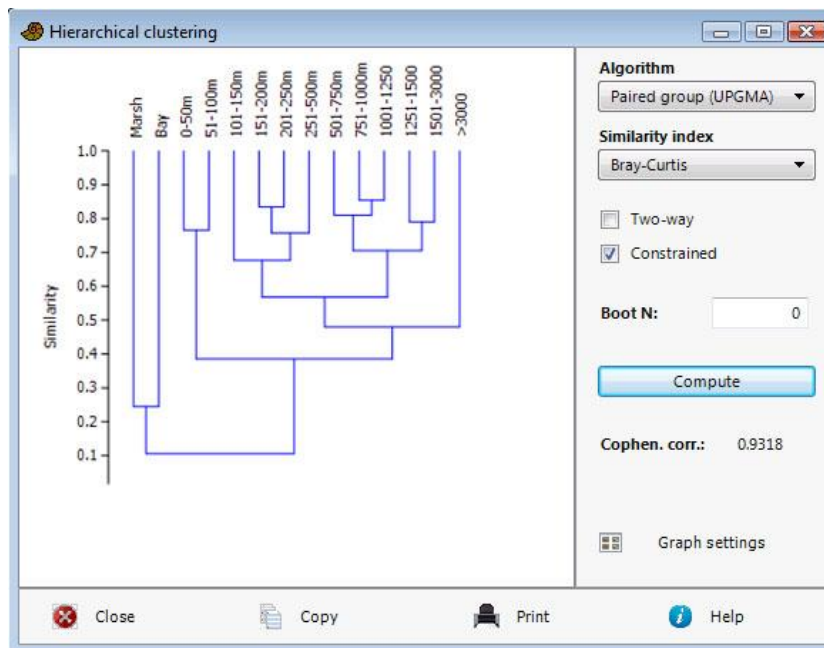 Hierarchical clustering
Marsh
Bay
0-50m
51-100m
101-150m
151-200m
201-250m
251-500m
501-750m
751-1000m
1001-1250
1251-1500
1501-3000
>3000
1.0
0.9
0.8
0.7
0.6
0.5
0.4
0.3
0.2
0.1
Similarity
Algorithm
Paired group (UPGMA)
Similarity index
Bray-Curtis
Two-way
Constrained
Boot N: 0
Compute
Cophen. corr.: 0.9318
Graph settings
Close Copy Print Help